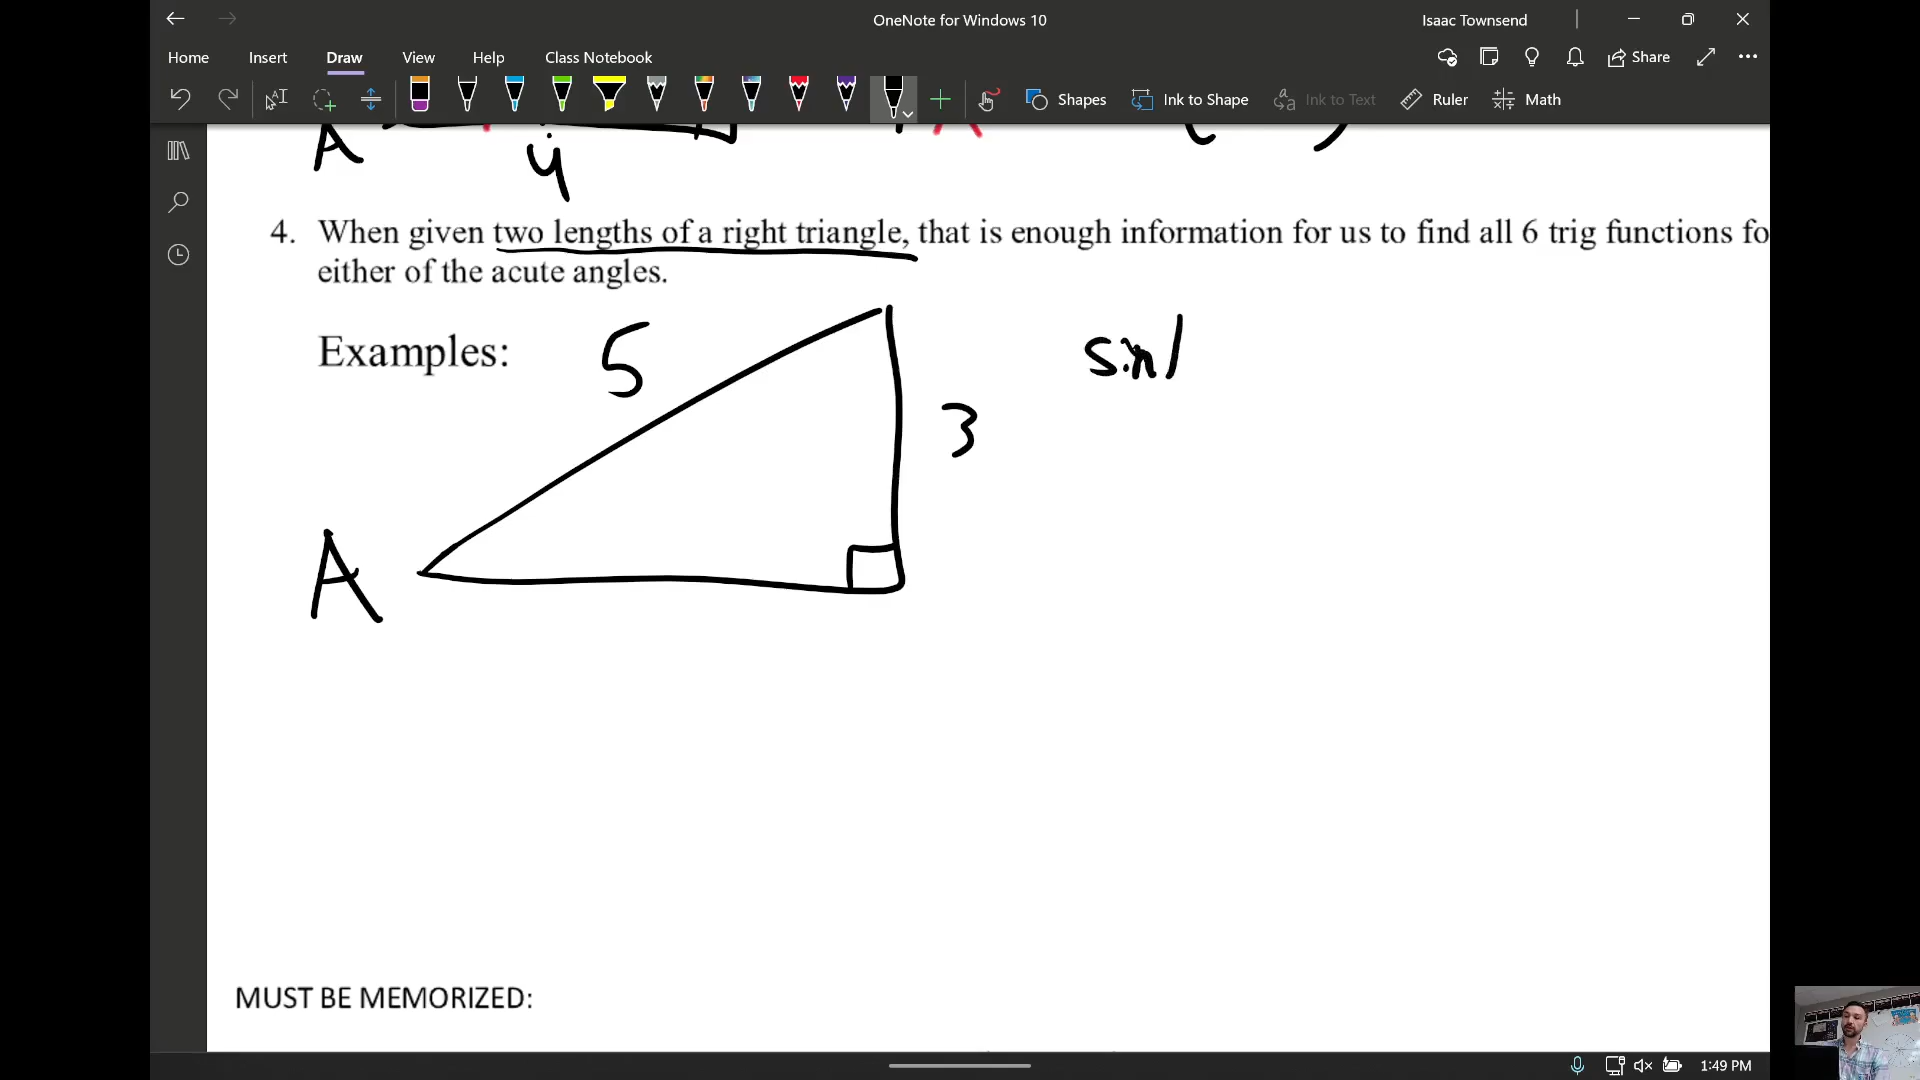 OneNote for Windows 10
Isaac Townsend
Home Insert Draw View Help Class Notebook
Share
Shapes Ink to Shape Ink to Text Ruler Math
A
4
4. When given two lengths of a right triangle, that is enough information for us to find all 6 trig functions fo
either of the acute angles.
Examples:
5
sin
3
A
MUST BE MEMORIZED:
1:49 PM